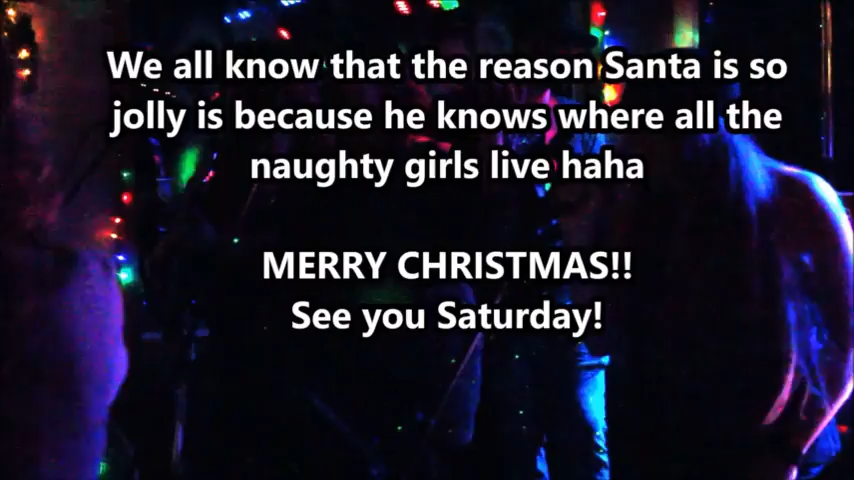 We all know that the reason Santa is so
jolly is because he knows where all the
naughty girls live haha
MERRY CHRISTMAS!!
See you Saturday!